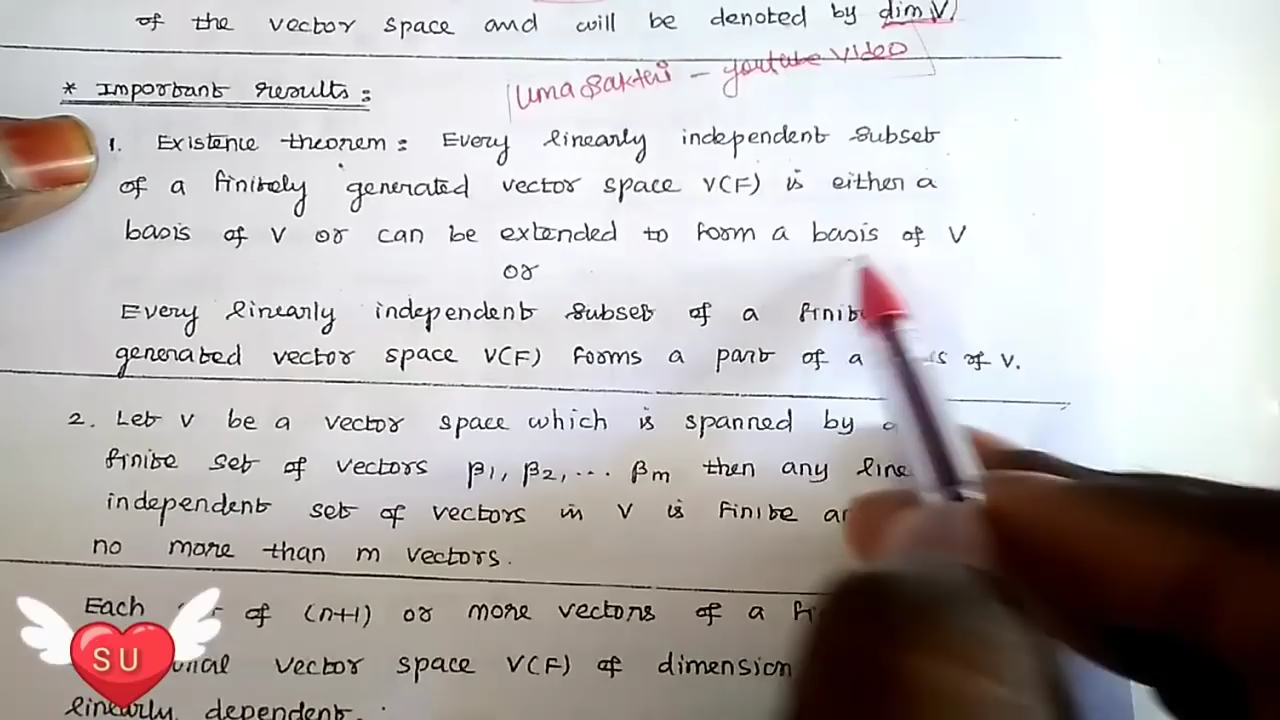 of the vector space and will be denoted by dim V.
* Important results:
Uma Sakteri - youtube video
1. Existence theorem: Every linearly independent subset
of a finitely generated vector space V(F) is either a
basis of V or can be extended to form a basis of V
or
Every linearly independent subset of a finite
generated vector space V(F) forms a part of a is of V.
2. Let V be a vector space which is spanned by a
finite set of vectors β1, β2, ... βm then any line
independent set of vectors in V is finite an
no more than m vectors.
Each of (n+1) or more vectors of a fi
onal vector space V(F) of dimension
linearly dependent.
SU